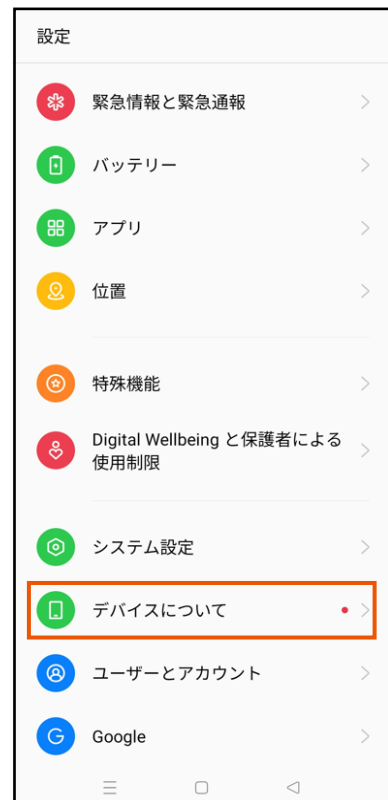 設定
緊急情報と緊急通報
バッテリー
アプリ
位置
特殊機能
Digital Wellbeing と保護者による
使用制限
システム設定
デバイスについて
ユーザーとアカウント
Google